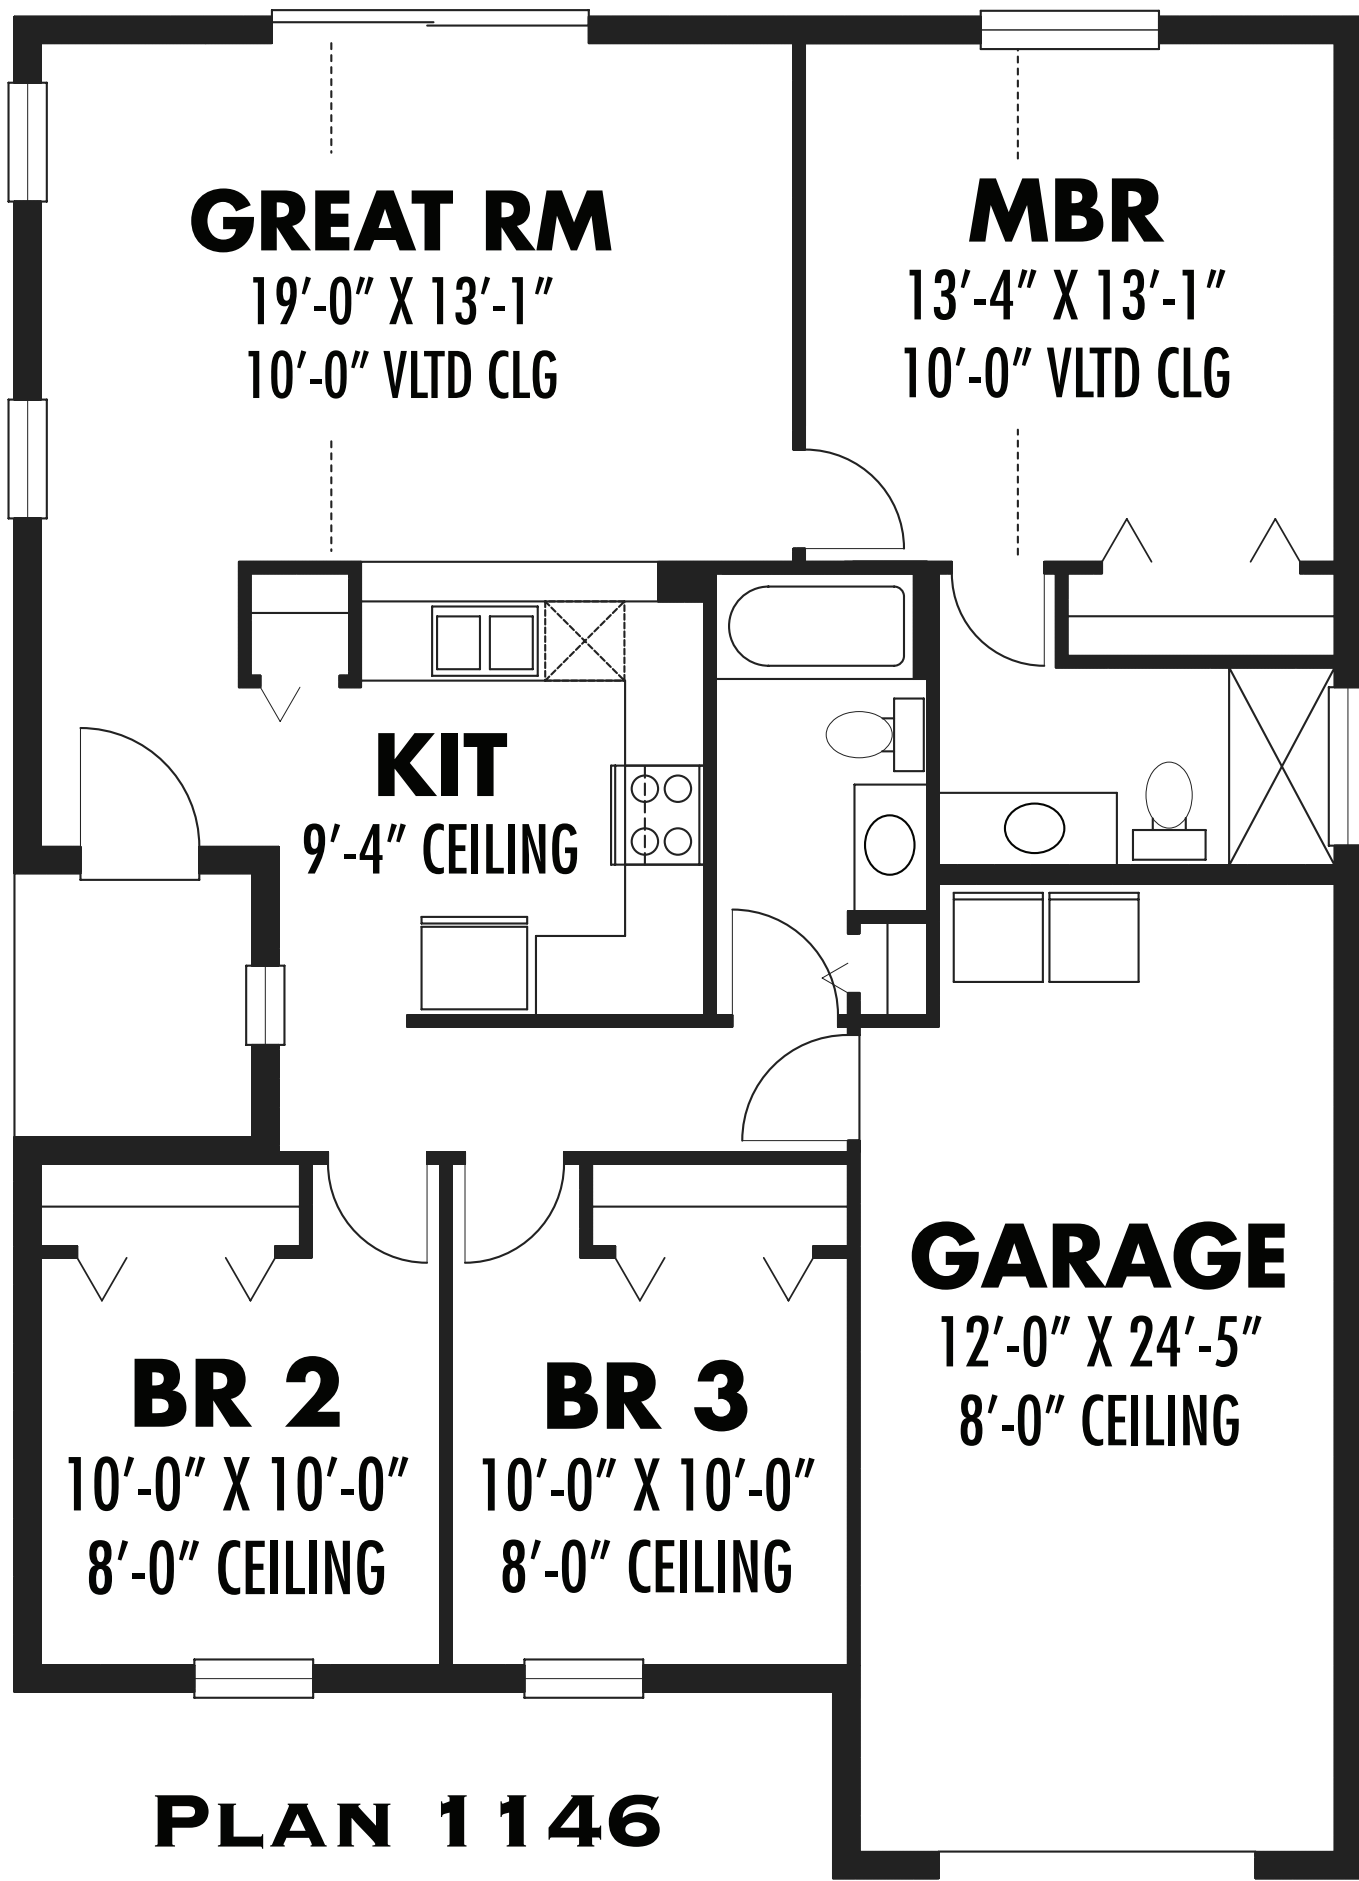 GREAT RM
19'-0" X 13'-1"
10'-0" VLTD CLG
MBR
13'-4" X 13'-1"
10'-0" VLTD CLG
KIT
9'-4" CEILING
GARAGE
12'-0" X 24'-5"
8'-0" CEILING
BR 2
10'-0" X 10'-0"
8'-0" CEILING
BR 3
10'-0" X 10'-0"
8'-0" CEILING
PLAN 1146